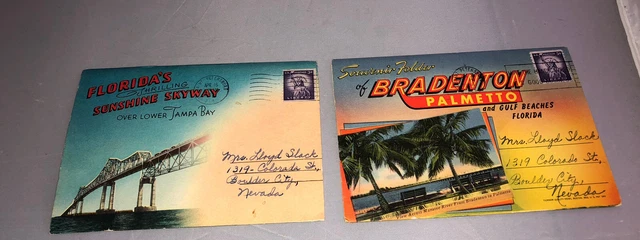 FLORIDA'S
THRILLING
SUNSHINE SKYWAY
OVER LOWER TAMPA BAY
Mrs. Lloyd Slack
1319 - Colorado St.,
Boulder City,
Nevada
Souvenir Folder
of BRADENTON
PALMETTO
and GULF BEACHES
FLORIDA
Mrs. Lloyd Slack
1319 Colorado St.,
Boulder City,
Nevada